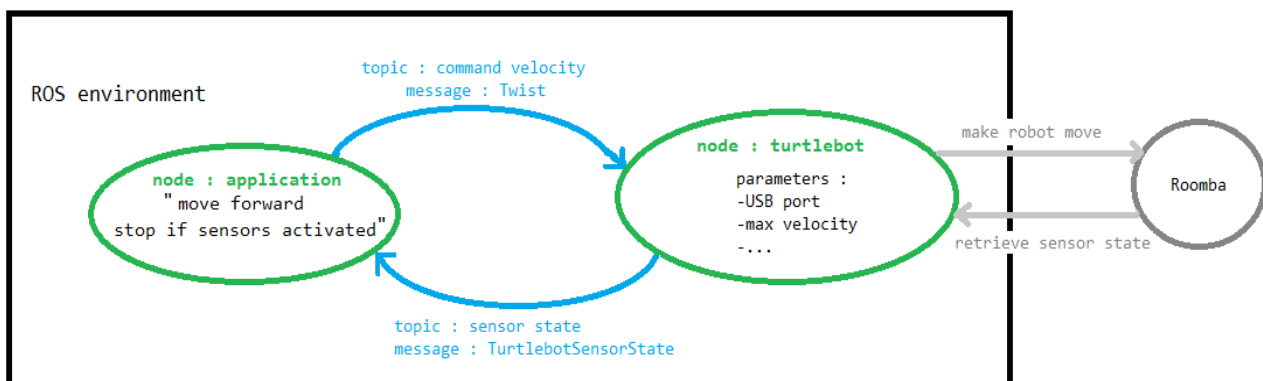 ROS environment
topic : command velocity
message : Twist
node : application
" move forward
stop if sensors activated"
node : turtlebot
parameters :
-USB port
-max velocity
-...
topic : sensor state
message : TurtlebotSensorState
make robot move
retrieve sensor state
Roomba